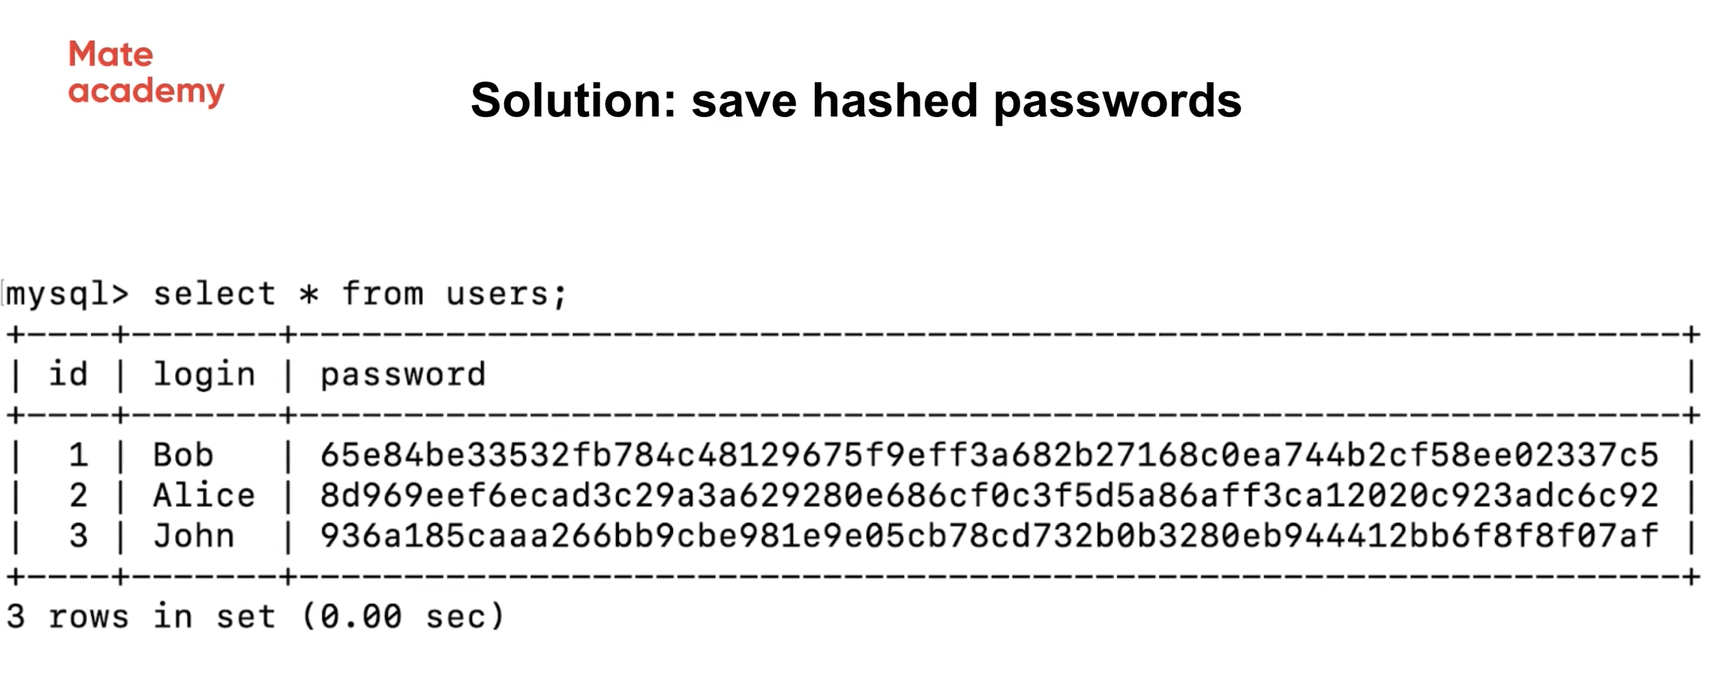 Mate
academy
Solution: save hashed passwords
mysql> select * from users;
+----+-------+------------------------------------------------------------------+
| id | login | password                                                         |
+----+-------+------------------------------------------------------------------+
|  1 | Bob   | 65e84be33532fb784c48129675f9eff3a682b27168c0ea744b2cf58ee02337c5 |
|  2 | Alice | 8d969eef6ecad3c29a3a629280e686cf0c3f5d5a86aff3ca12020c923adc6c92 |
|  3 | John  | 936a185caaa266bb9cbe981e9e05cb78cd732b0b3280eb944412bb6f8f8f07af |
+----+-------+------------------------------------------------------------------+
3 rows in set (0.00 sec)